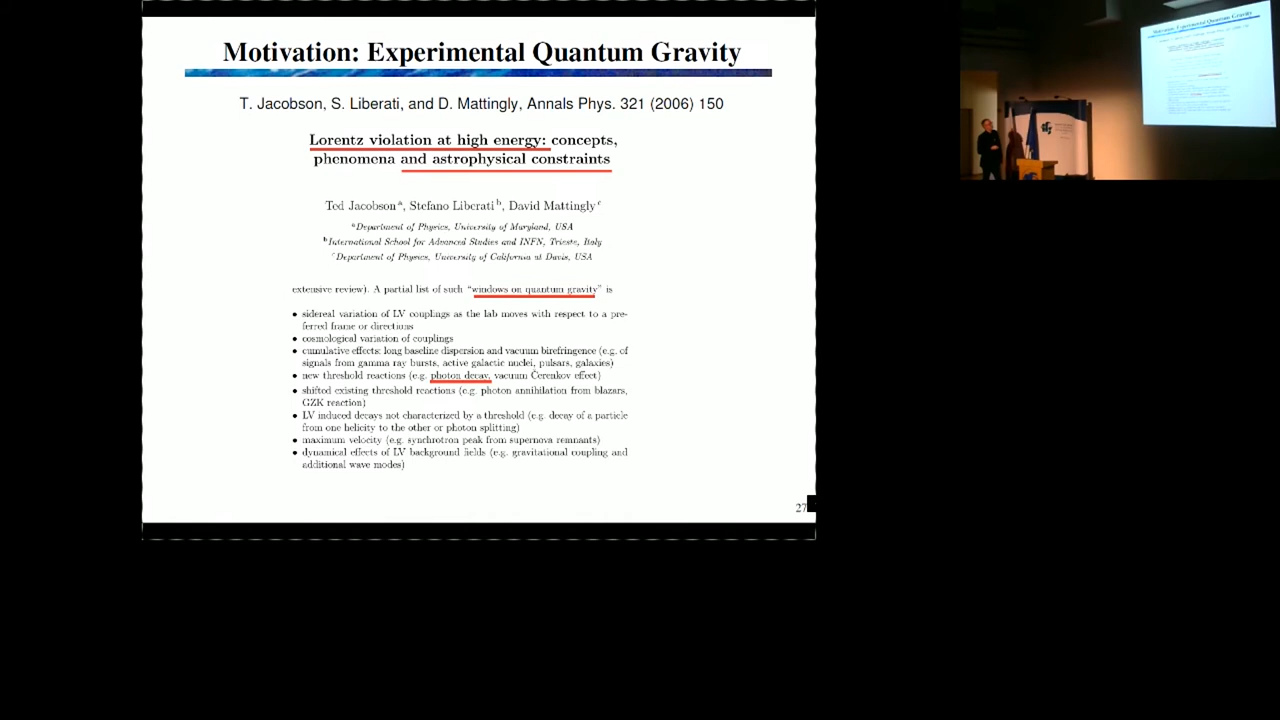 Motivation: Experimental Quantum Gravity
T. Jacobson, S. Liberati, and D. Mattingly, Annals Phys. 321 (2006) 150
Lorentz violation at high energy: concepts,
phenomena and astrophysical constraints
Ted Jacobson a, Stefano Liberati b, David Mattingly c
a Department of Physics, University of Maryland, USA
b International School for Advanced Studies and INFN, Trieste, Italy
c Department of Physics, University of California at Davis, USA
extensive review). A partial list of such “windows on quantum gravity” is
• sidereal variation of LV couplings as the lab moves with respect to a pre-
ferred frame or directions
• cosmological variation of couplings
• cumulative effects: long baseline dispersion and vacuum birefringence (e.g. of
signals from gamma ray bursts, active galactic nuclei, pulsars, galaxies)
• new threshold reactions (e.g. photon decay, vacuum Čerenkov effect)
• shifted existing threshold reactions (e.g. photon annihilation from blazars,
GZK reaction)
• LV induced decays not characterized by a threshold (e.g. decay of a particle
from one helicity to the other or photon splitting)
• maximum velocity (e.g. synchrotron peak from supernova remnants)
• dynamical effects of LV background fields (e.g. gravitational coupling and
additional wave modes)
27
Motivation: Experimental Quantum Gravity